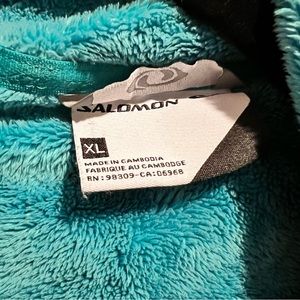 SALOMON
XL
MADE IN CAMBODIA
FABRIQUE AU CAMBODGE
RN: 98309-CA: 06968